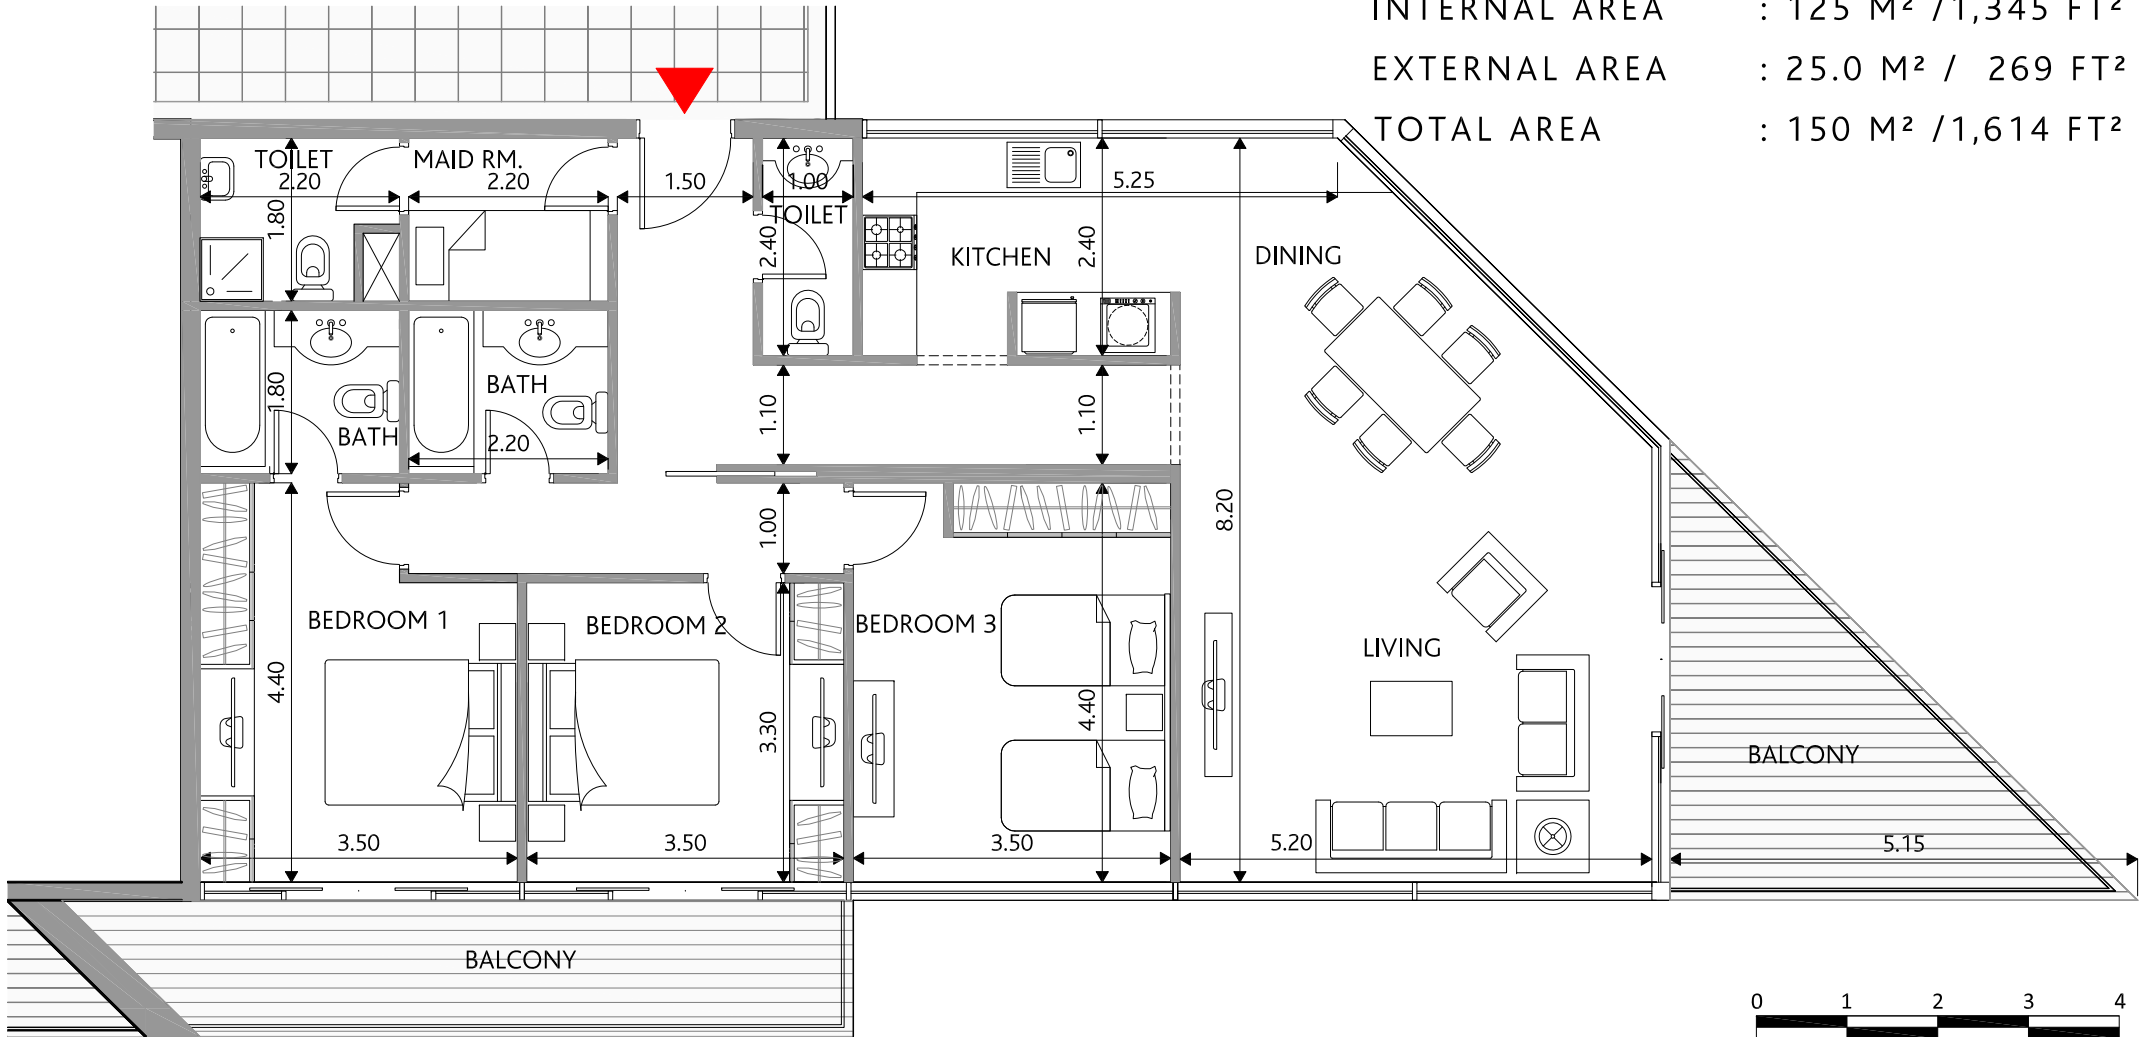 INTERNAL AREA : 125 M² /1,345 FT²
EXTERNAL AREA : 25.0 M² / 269 FT²
TOTAL AREA : 150 M² /1,614 FT²
TOILET
2.20
1.80
MAID RM.
2.20
1.50
1.00
TOILET
2.40
5.25
KITCHEN
2.40
DINING
1.80
BATH
BATH
2.20
1.10
1.10
8.20
1.00
BEDROOM 1
4.40
3.50
BEDROOM 2
3.30
3.50
BEDROOM 3
4.40
3.50
LIVING
5.20
BALCONY
5.15
BALCONY
0 1 2 3 4